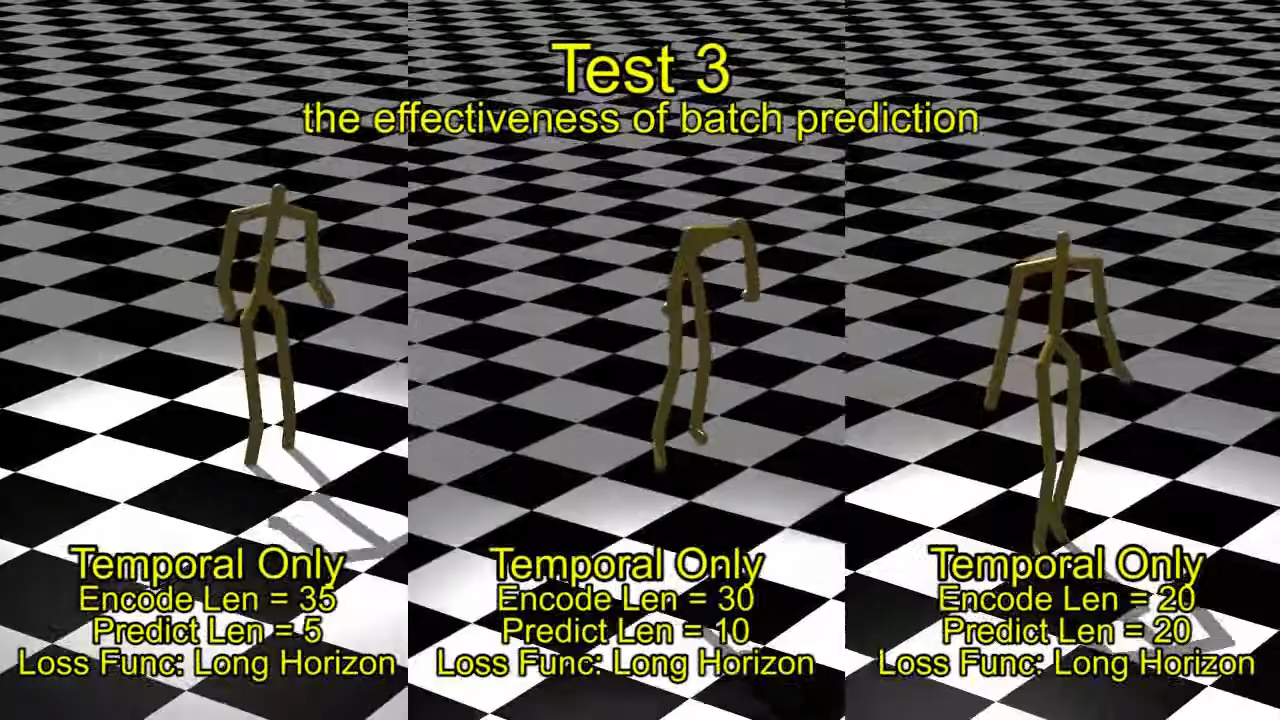 Test 3
the effectiveness of batch prediction
Temporal Only
Encode Len = 35
Predict Len = 5
Loss Func: Long Horizon
Temporal Only
Encode Len = 30
Predict Len = 10
Loss Func: Long Horizon
Temporal Only
Encode Len = 20
Predict Len = 20
Loss Func: Long Horizon